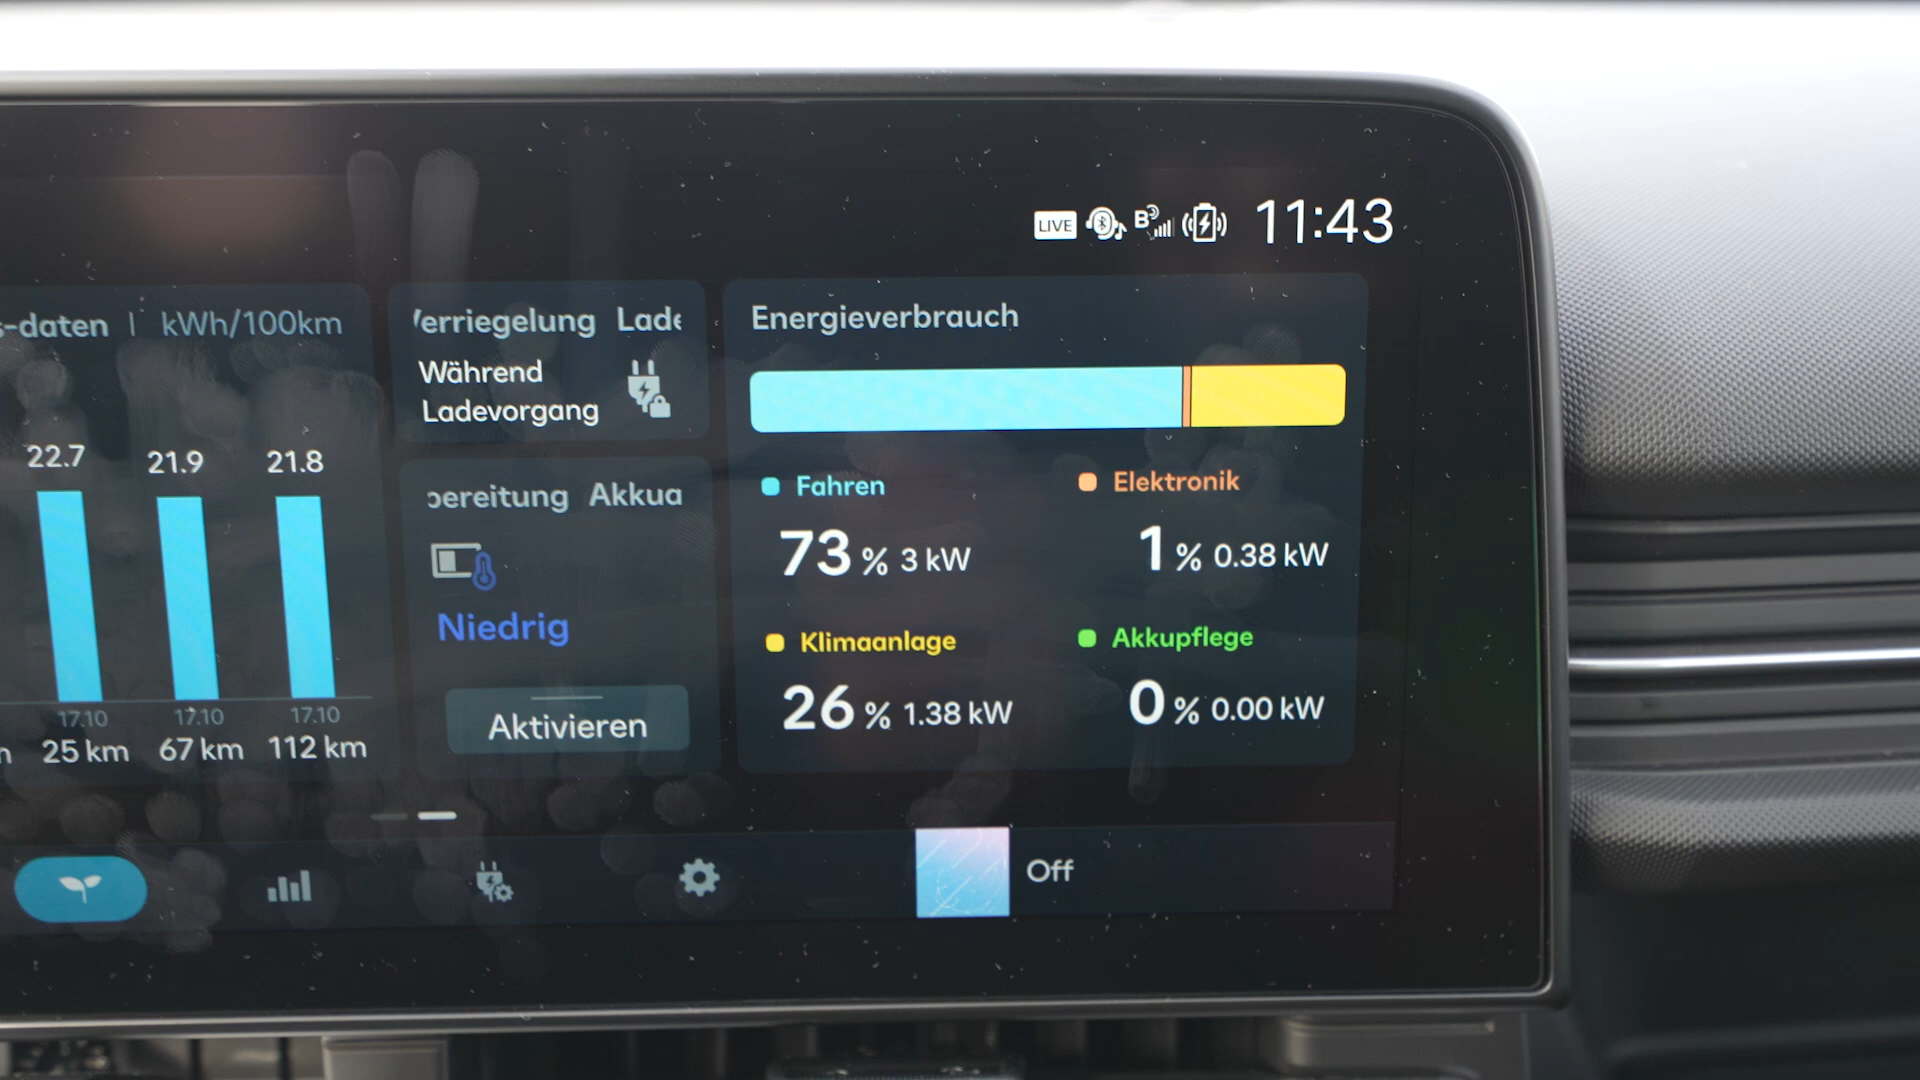 LIVE B 11:43
s-daten | kWh/100km
22.7 21.9 21.8
17.10 17.10 17.10
25 km 67 km 112 km
Verriegelung Lade
Während
Ladevorgang
bereitung Akkua
Niedrig
Aktivieren
Energieverbrauch
Fahren
73 % 3 kW
Elektronik
1 % 0.38 kW
Klimaanlage
26 % 1.38 kW
Akkupflege
0 % 0.00 kW
Off